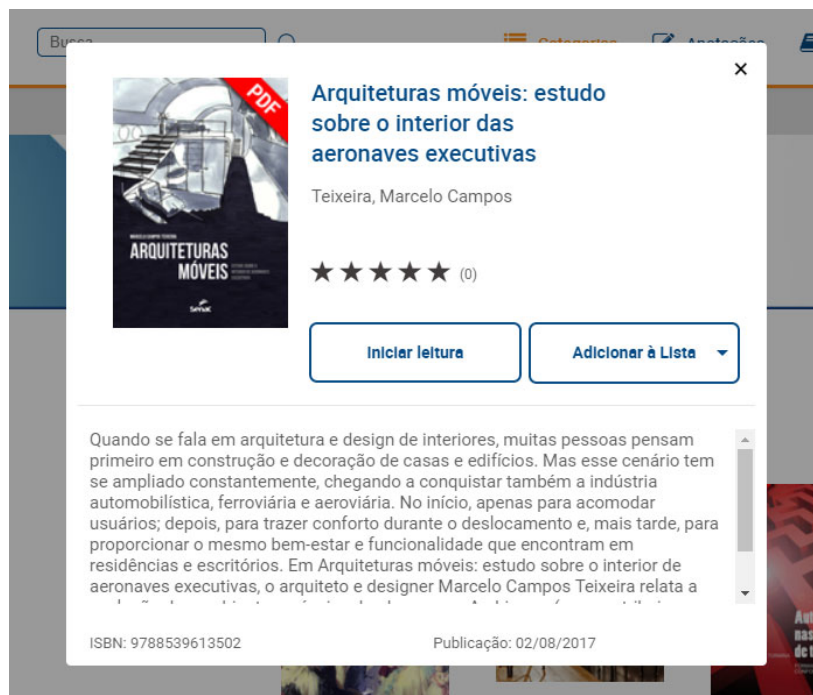 Busca
Categorias
Anotações
×
PDF
Arquiteturas móveis: estudo
sobre o interior das
aeronaves executivas
Teixeira, Marcelo Campos
MARCELO CAMPOS TEIXEIRA
ARQUITETURAS
MÓVEIS
senac
(0)
Iniciar leitura
Adicionar à Lista
Quando se fala em arquitetura e design de interiores, muitas pessoas pensam
primeiro em construção e decoração de casas e edifícios. Mas esse cenário tem
se ampliado constantemente, chegando a conquistar também a indústria
automobilística, ferroviária e aeroviária. No início, apenas para acomodar
usuários; depois, para trazer conforto durante o deslocamento e, mais tarde, para
proporcionar o mesmo bem-estar e funcionalidade que encontram em
residências e escritórios. Em Arquiteturas móveis: estudo sobre o interior de
aeronaves executivas, o arquiteto e designer Marcelo Campos Teixeira relata a
ISBN: 9788539613502
Publicação: 02/08/2017